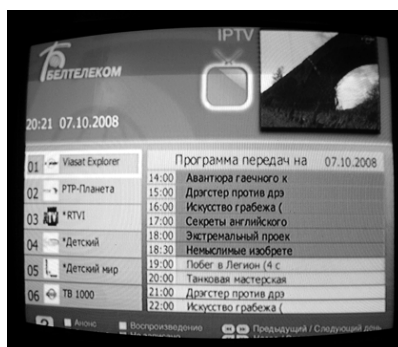 IPTV
БЕЛТЕЛЕКОМ
20:21 07.10.2008
01 Viasat Explorer
02 РТР-Планета
03 *RTVI
04 *Детский
05 *Детский мир
06 ТВ 1000
Программа передач на 07.10.2008
14:00 Авантюра гаечного к
15:00 Дрэгстер против дрэ
16:00 Искусство грабежа (
17:00 Секреты английского
18:00 Экстремальный проек
18:30 Немыслимые изобрете
19:00 Побег в Легион (4 с
20:00 Танковая мастерская
21:00 Дрэгстер против дрэ
22:00 Искусство грабежа (
? Анонс Воспроизведение Предыдущий / Следующий день